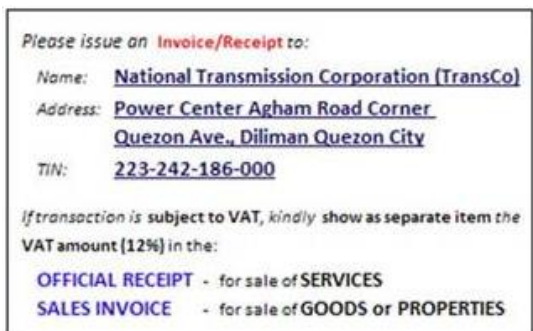 Please issue an Invoice/Receipt to:
Name: National Transmission Corporation (TransCo)
Address: Power Center Agham Road Corner
Quezon Ave., Diliman Quezon City
TIN: 223-242-186-000
If transaction is subject to VAT, kindly show as separate item the
VAT amount (12%) in the:
OFFICIAL RECEIPT - for sale of SERVICES
SALES INVOICE - for sale of GOODS or PROPERTIES